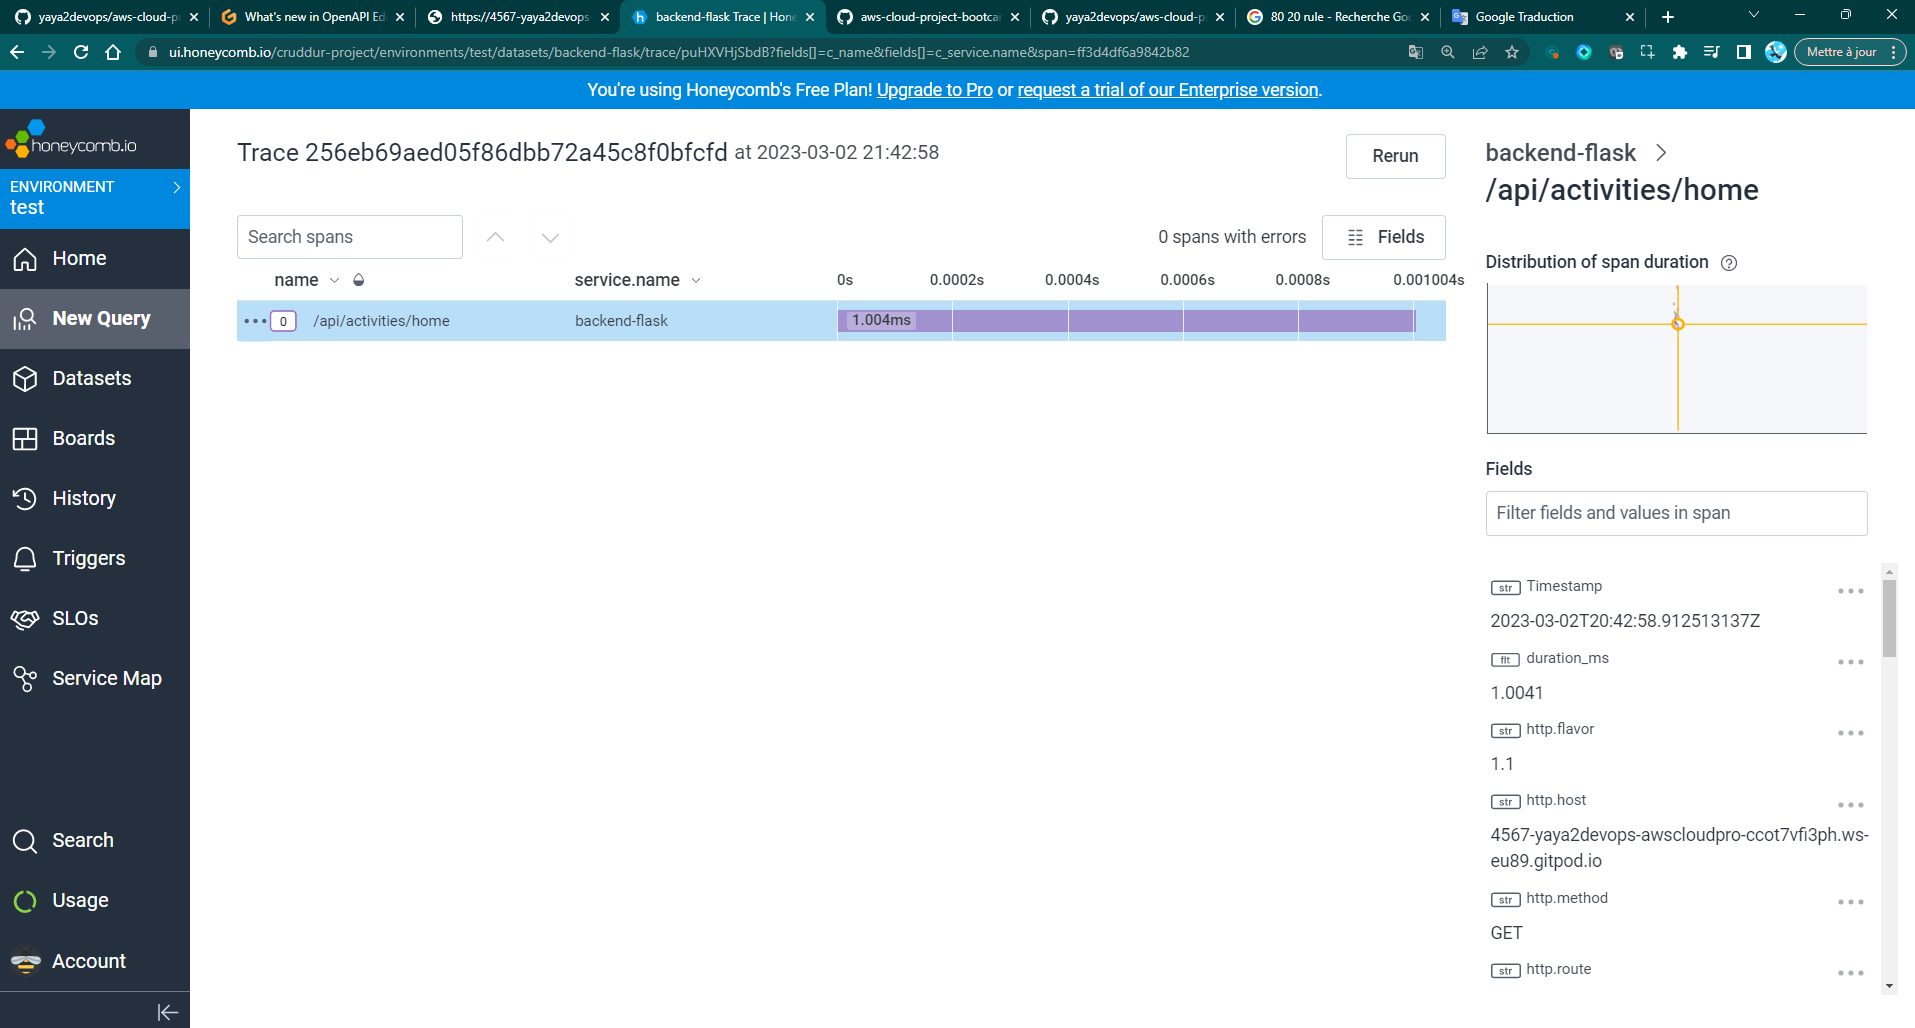 yaya2devops/aws-cloud-pr
What's new in OpenAPI Edi
https://4567-yaya2devops-
backend-flask Trace | Hone
aws-cloud-project-bootcam
yaya2devops/aws-cloud-pr
80 20 rule - Recherche Goo
Google Traduction
ui.honeycomb.io/cruddur-project/environments/test/datasets/backend-flask/trace/puHXVHjSbdB?fields[]=c_name&fields[]=c_service.name&span=ff3d4df6a9842b82
Mettre à jour
You're using Honeycomb's Free Plan! Upgrade to Pro or request a trial of our Enterprise version.
honeycomb.io
ENVIRONMENT
test
Home
New Query
Datasets
Boards
History
Triggers
SLOs
Service Map
Search
Usage
Account
Trace 256eb69aed05f86dbb72a45c8f0bfcfd at 2023-03-02 21:42:58
Rerun
Search spans
0 spans with errors
Fields
name
service.name
0s 0.0002s 0.0004s 0.0006s 0.0008s 0.001004s
0 /api/activities/home backend-flask 1.004ms
backend-flask
/api/activities/home
Distribution of span duration
Fields
Filter fields and values in span
str Timestamp
2023-03-02T20:42:58.912513137Z
flt duration_ms
1.0041
str http.flavor
1.1
str http.host
4567-yaya2devops-awscloudpro-ccot7vfi3ph.ws-
eu89.gitpod.io
str http.method
GET
str http.route